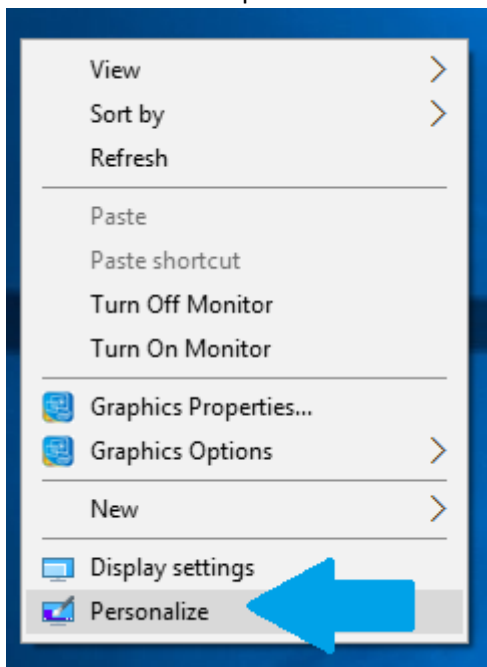 View
Sort by
Refresh
Paste
Paste shortcut
Turn Off Monitor
Turn On Monitor
Graphics Properties...
Graphics Options
New
Display settings
Personalize